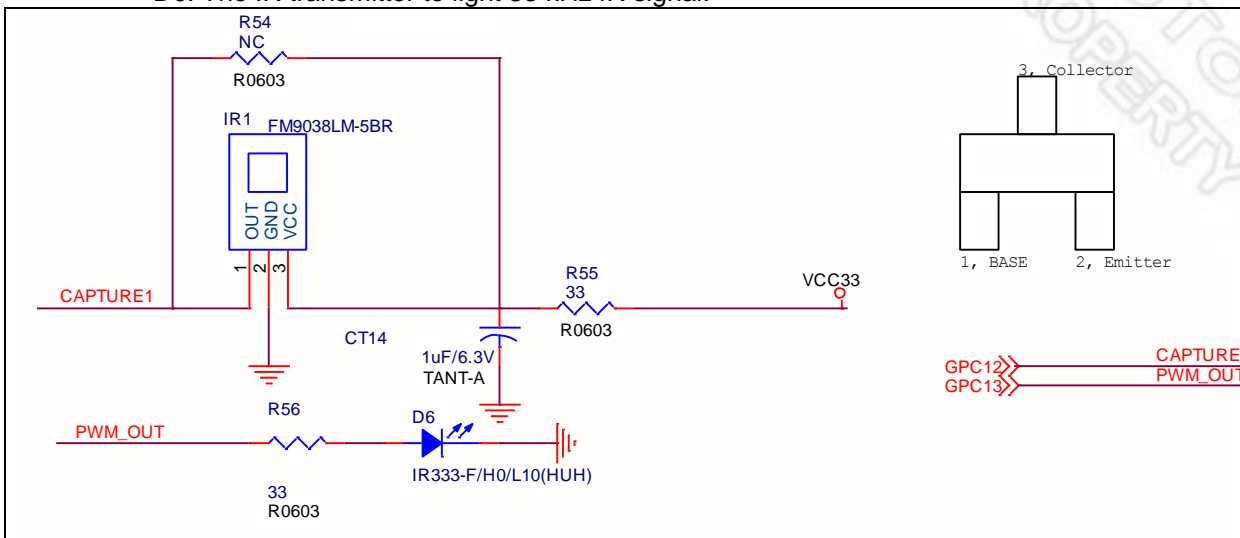 R54
NC
R0603
IR1
FM9038LM-5BR
OUT
GND
VCC
1
2
3
CAPTURE1
R55
33
R0603
VCC33
CT14
1uF/6.3V
TANT-A
R56
PWM_OUT
33
R0603
D6
IR333-F/H0/L10(HUH)
3, Collector
1, BASE
2, Emitter
GPC12
CAPTURE
GPC13
PWM_OUT